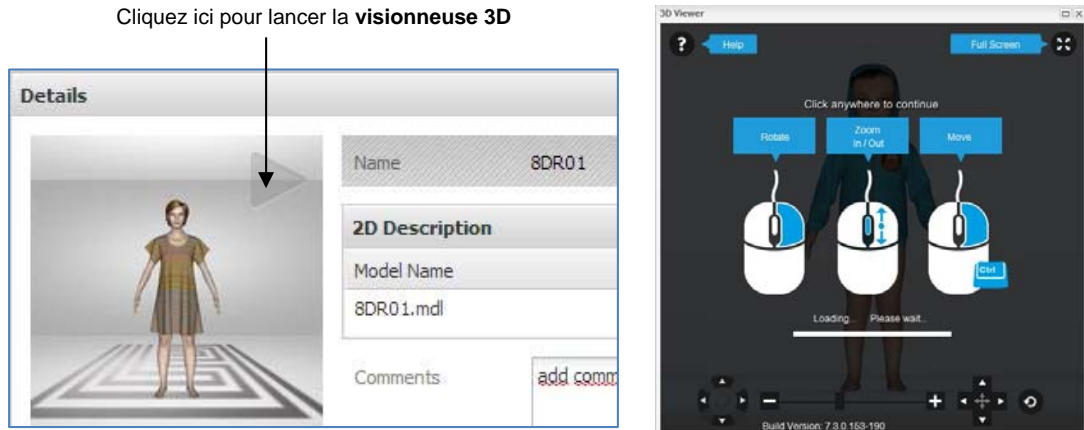 Cliquez ici pour lancer la visionneuse 3D
Details
Name 8DR01
2D Description
Model Name
8DR01.mdl
Comments add comm
3D Viewer
? Help Full Screen
Click anywhere to continue
Rotate
Zoom
In / Out
Move
Ctrl
Loading... Please wait..
Build Version: 7.3.0.153-190